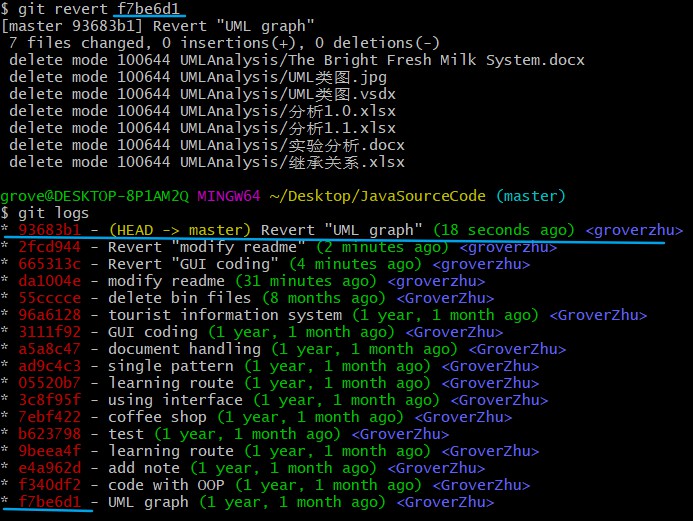 $ git revert f7be6d1
[master 93683b1] Revert "UML graph"
7 files changed, 0 insertions(+), 0 deletions(-)
delete mode 100644 UMLAnalysis/The Bright Fresh Milk System.docx
delete mode 100644 UMLAnalysis/UML类图.jpg
delete mode 100644 UMLAnalysis/UML类图.vsdx
delete mode 100644 UMLAnalysis/分析1.0.xlsx
delete mode 100644 UMLAnalysis/分析1.1.xlsx
delete mode 100644 UMLAnalysis/实验分析.docx
delete mode 100644 UMLAnalysis/继承关系.xlsx
grove@DESKTOP-8P1AM2Q MINGW64 ~/Desktop/JavaSourceCode (master)
$ git logs
* 93683b1 - (HEAD -> master) Revert "UML graph" (18 seconds ago) <groverzhu>
* 2fcd944 - Revert "modify readme" (2 minutes ago) <groverzhu>
* 665313c - Revert "GUI coding" (4 minutes ago) <groverzhu>
* da1004e - modify readme (31 minutes ago) <groverzhu>
* 55cccce - delete bin files (8 months ago) <GroverZhu>
* 96a6128 - tourist information system (1 year, 1 month ago) <GroverZhu>
* 3111f92 - GUI coding (1 year, 1 month ago) <GroverZhu>
* a5a8c47 - document handling (1 year, 1 month ago) <GroverZhu>
* ad9c4c3 - single pattern (1 year, 1 month ago) <GroverZhu>
* 05520b7 - learning route (1 year, 1 month ago) <GroverZhu>
* 3c8f95f - using interface (1 year, 1 month ago) <GroverZhu>
* 7ebf422 - coffee shop (1 year, 1 month ago) <GroverZhu>
* b623798 - test (1 year, 1 month ago) <GroverZhu>
* 9beea4f - learning route (1 year, 1 month ago) <GroverZhu>
* e4a962d - add note (1 year, 1 month ago) <GroverZhu>
* f340df2 - code with OOP (1 year, 1 month ago) <GroverZhu>
* f7be6d1 - UML graph (1 year, 1 month ago) <GroverZhu>